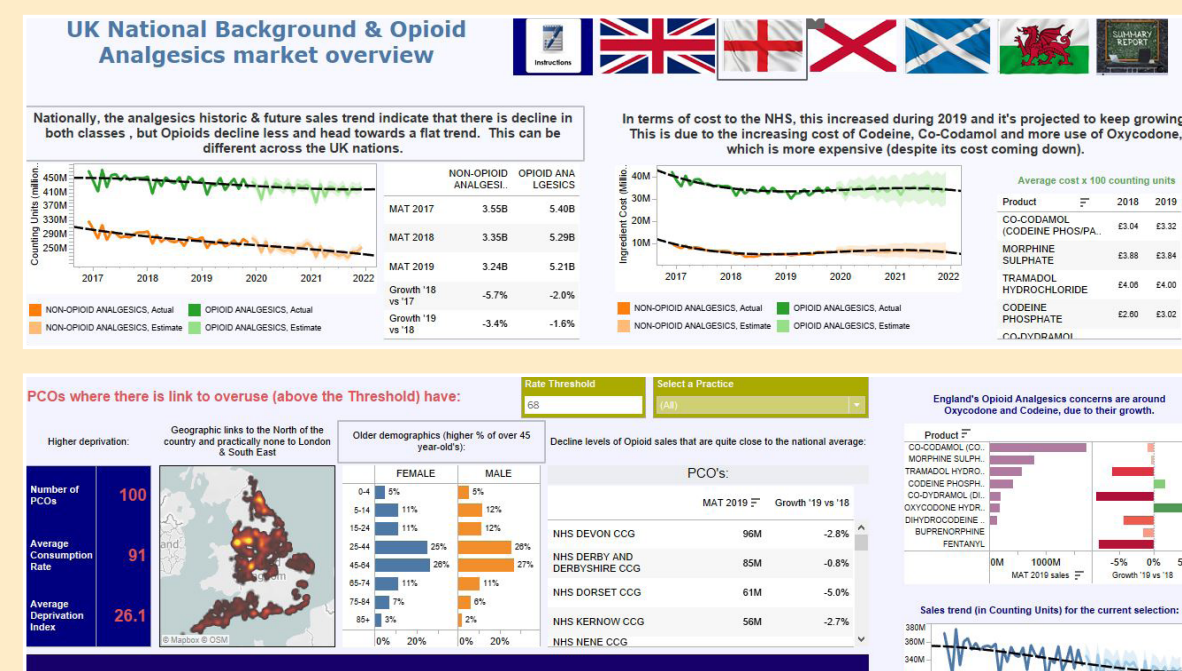 UK National Background & Opioid
Analgesics market overview
Instructions
SUMMARY
REPORT
Nationally, the analgesics historic & future sales trend indicate that there is decline in
both classes , but Opioids decline less and head towards a flat trend.  This can be
different across the UK nations.
In terms of cost to the NHS, this increased during 2019 and it's projected to keep growing
This is due to the increasing cost of Codeine, Co-Codamol and more use of Oxycodone,
which is more expensive (despite its cost coming down).
Counting Units (million..
450M
410M
370M
330M
290M
250M
2017 2018 2019 2020 2021 2022
NON-OPIOID ANALGESICS, Actual
OPIOID ANALGESICS, Actual
NON-OPIOID ANALGESICS, Estimate
OPIOID ANALGESICS, Estimate
NON-OPIOID ANALGESI..
OPIOID ANA LGESICS
MAT 2017 3.55B 5.40B
MAT 2018 3.35B 5.29B
MAT 2019 3.24B 5.21B
Growth '18 vs '17 -5.7% -2.0%
Growth '19 vs '18 -3.4% -1.6%
Ingredient Cost (Millio..
40M
30M
20M
10M
2017 2018 2019 2020 2021 2022
NON-OPIOID ANALGESICS, Actual
OPIOID ANALGESICS, Actual
NON-OPIOID ANALGESICS, Estimate
OPIOID ANALGESICS, Estimate
Average cost x 100 counting units
Product 2018 2019
CO-CODAMOL
(CODEINE PHOS/PA.. £3.04 £3.32
MORPHINE
SULPHATE £3.88 £3.84
TRAMADOL
HYDROCHLORIDE £4.06 £4.00
CODEINE
PHOSPHATE £2.60 £3.02
CO-DYDRAMOL
PCOs where there is link to overuse (above the Threshold) have:
Rate Threshold
68
Select a Practice
(All)
Higher deprivation:
Number of
PCOs 100
Average
Consumption
Rate 91
Average
Deprivation
Index 26.1
Geographic links to the North of the
country and practically none to London
& South East
© Mapbox © OSM
Older demographics (higher % of over 45
year-old's):
FEMALE MALE
0-4 5% 5%
5-14 11% 12%
15-24 11% 12%
25-44 25% 26%
45-64 26% 27%
65-74 11% 11%
75-84 7% 6%
85+ 3% 2%
0% 20% 0% 20%
Decline levels of Opioid sales that are quite close to the national average:
PCO's:
MAT 2019 Growth '19 vs '18
NHS DEVON CCG 96M -2.8%
NHS DERBY AND
DERBYSHIRE CCG 85M -0.8%
NHS DORSET CCG 61M -5.0%
NHS KERNOW CCG 56M -2.7%
NHS NENE CCG
England's Opioid Analgesics concerns are around
Oxycodone and Codeine, due to their growth.
Product
CO-CODAMOL (CO..
MORPHINE SULPH..
TRAMADOL HYDRO..
CODEINE PHOSPH..
CO-DYDRAMOL (DI..
OXYCODONE HYDR..
DIHYDROCODEINE ..
BUPRENORPHINE
FENTANYL
0M 1000M
MAT 2019 sales
-5% 0% 5
Growth '19 vs '18
Sales trend (in Counting Units) for the current selection:
380M
360M
340M